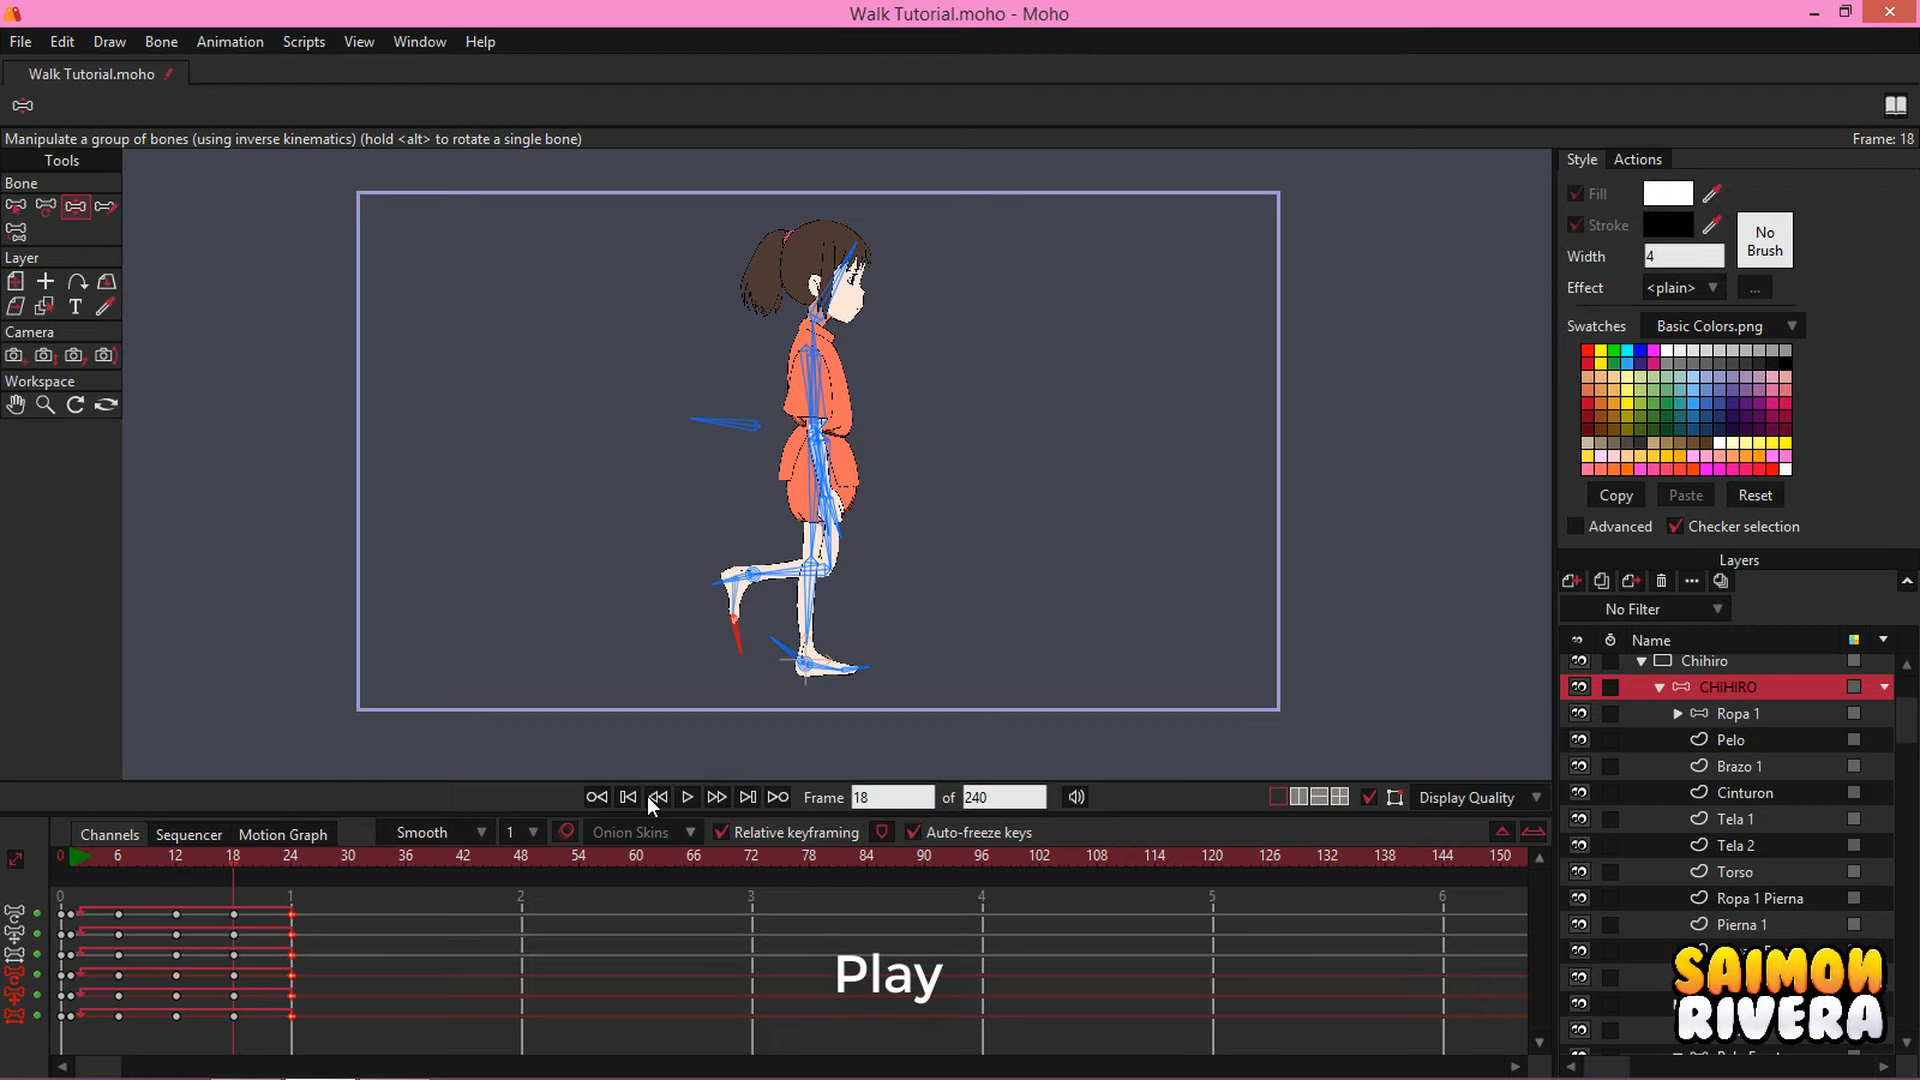 Walk Tutorial.moho - Moho
File Edit Draw Bone Animation Scripts View Window Help
Walk Tutorial.moho
Manipulate a group of bones (using inverse kinematics) (hold <alt> to rotate a single bone)
Frame: 18
Tools
Bone
Layer
T
Camera
Workspace
Style Actions
Fill
Stroke
No Brush
Width 4
Effect <plain> ...
Swatches Basic Colors.png
Copy Paste Reset
Advanced Checker selection
Layers
No Filter
Name
Chihiro
CHIHIRO
Ropa 1
Pelo
Brazo 1
Cinturon
Tela 1
Tela 2
Torso
Ropa 1 Pierna
Pierna 1
Frame 18 of 240
Display Quality
Channels Sequencer Motion Graph Smooth 1 Onion Skins Relative keyframing Auto-freeze keys
0 6 12 18 24 30 36 42 48 54 60 66 72 78 84 90 96 102 108 114 120 126 132 138 144 150
0 1 2 3 4 5 6
Play
SAIMON
RIVERA